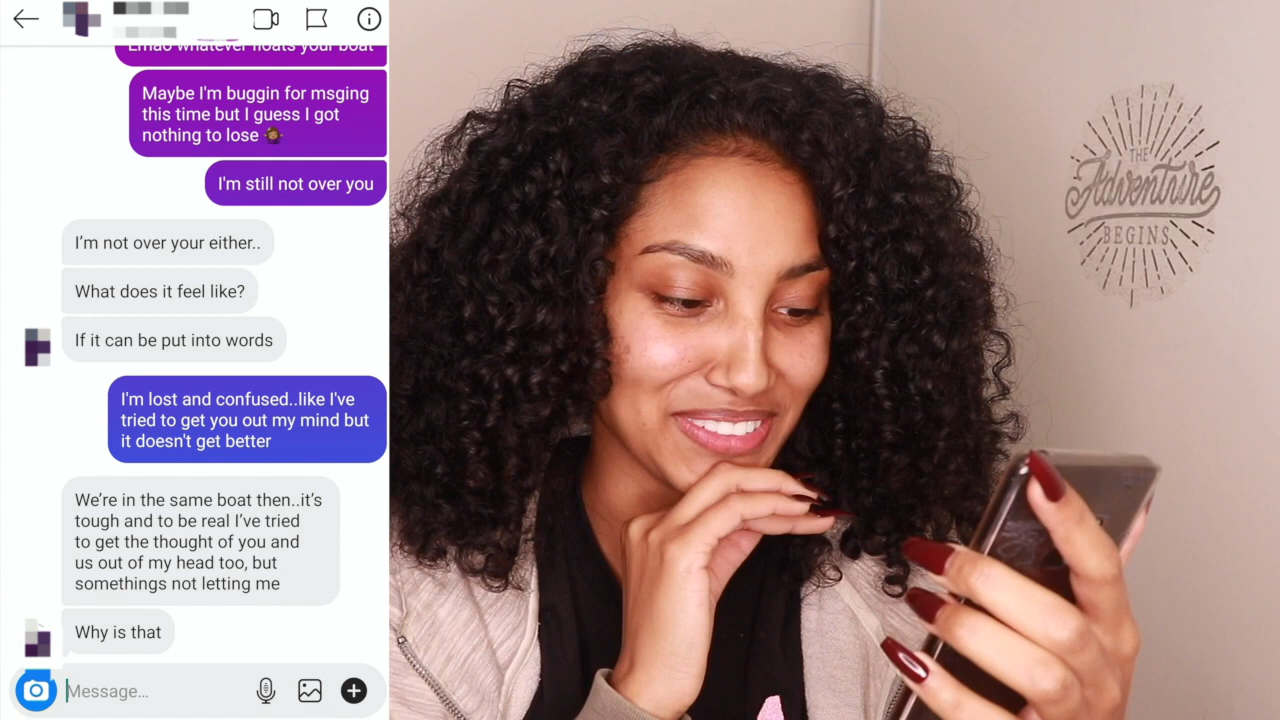 Lmao whatever floats your boat
Maybe I'm buggin for msging
this time but I guess I got
nothing to lose 🤷🏾‍♀️
I'm still not over you
I'm not over your either..
What does it feel like?
If it can be put into words
I'm lost and confused..like I've
tried to get you out my mind but
it doesn't get better
We're in the same boat then..it's
tough and to be real I've tried
to get the thought of you and
us out of my head too, but
somethings not letting me
Why is that
Message...
THE
Adventure
BEGINS